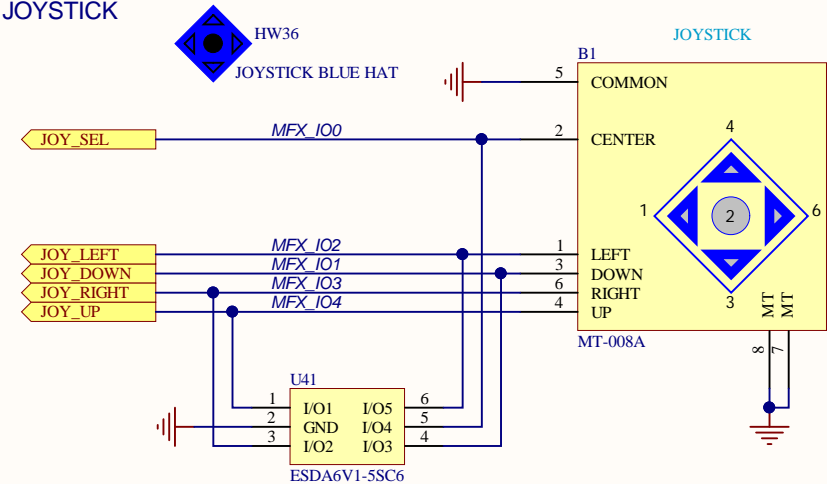 JOYSTICK
HW36
JOYSTICK BLUE HAT
JOYSTICK
B1
5 COMMON
JOY_SEL MFX_IO0 2 CENTER
4
1 2 6
3
JOY_LEFT MFX_IO2 1 LEFT
JOY_DOWN MFX_IO1 3 DOWN
JOY_RIGHT MFX_IO3 6 RIGHT
JOY_UP MFX_IO4 4 UP
MT MT
8 7
MT-008A
U41
1 I/O1 I/O5 6
2 GND I/O4 5
3 I/O2 I/O3 4
ESDA6V1-5SC6